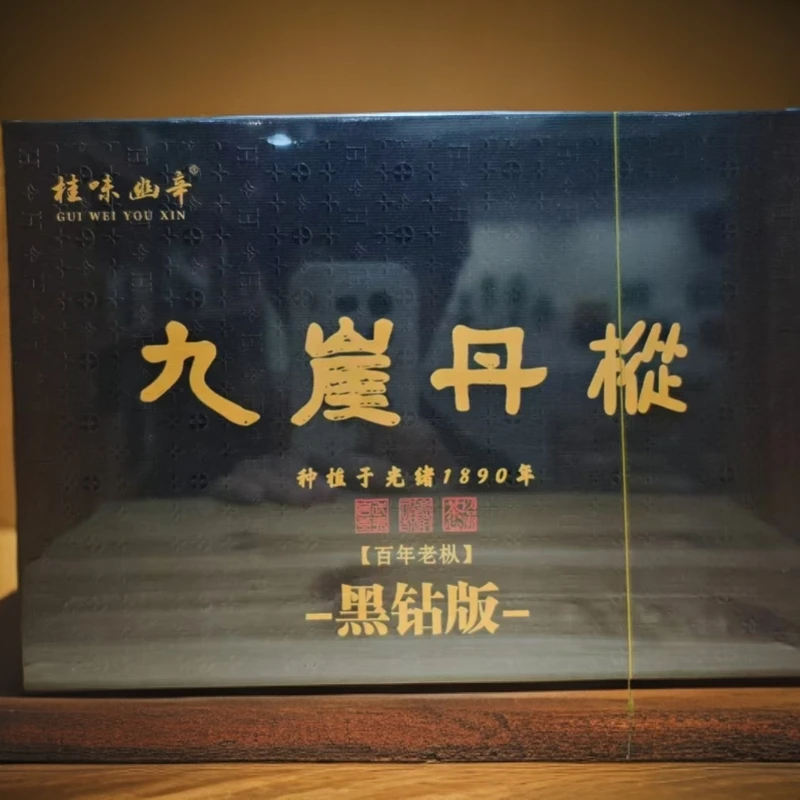 桂味幽辛®
GUI WEI YOU XIN
九崖丹樅
种植于光绪1890年
【百年老枞】
-黑钻版-